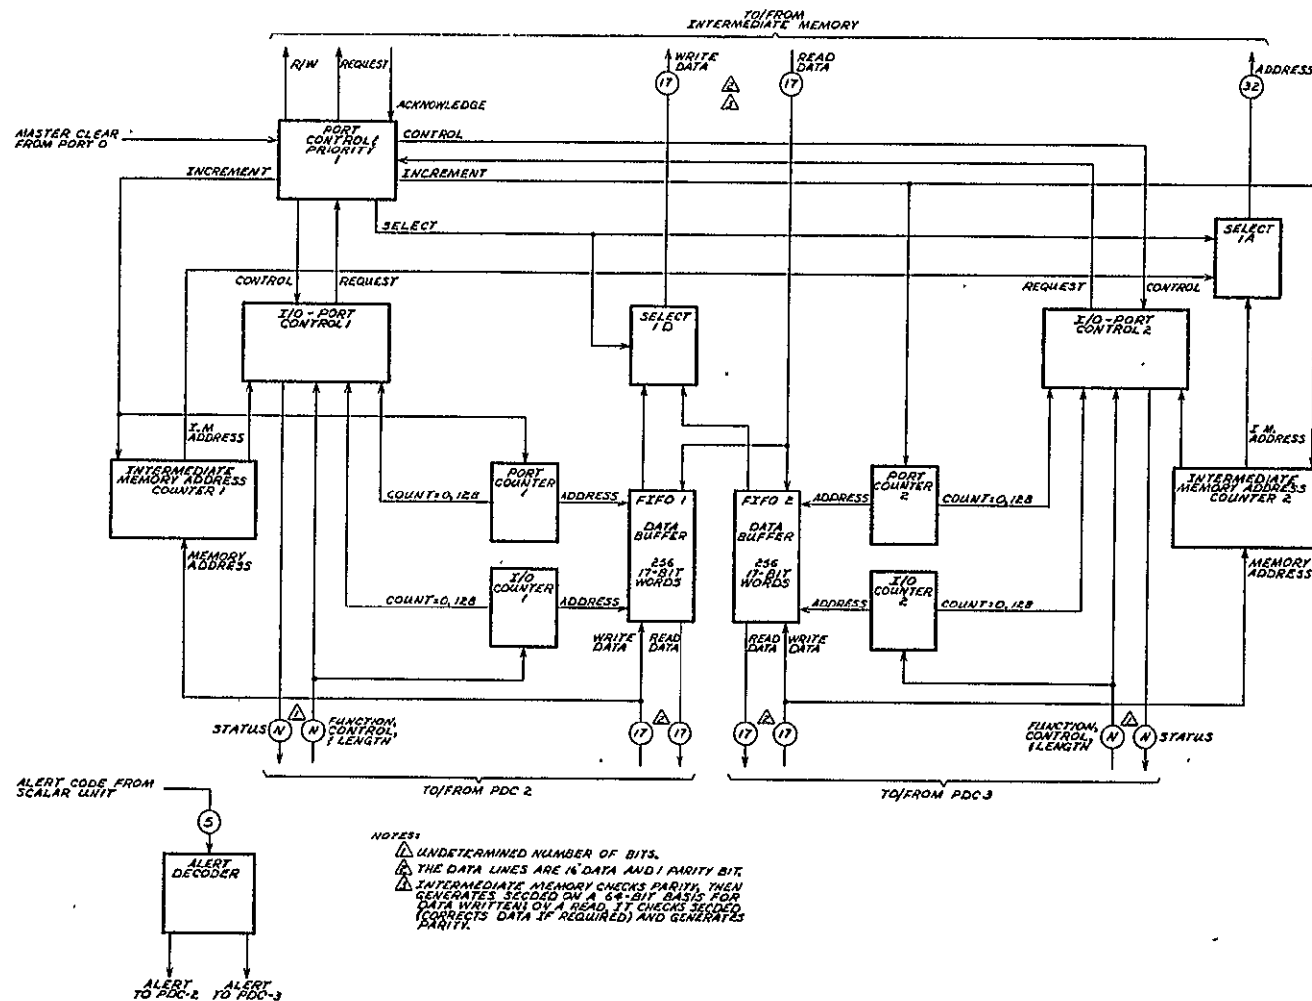 TO/FROM
INTERMEDIATE MEMORY
R/W
REQUEST
ACKNOWLEDGE
WRITE
DATA
17
2
3
READ
DATA
17
ADDRESS
32
MASTER CLEAR
FROM PORT 0
PORT
CONTROL &
PRIORITY
1
CONTROL
INCREMENT
INCREMENT
SELECT
SELECT
1A
CONTROL
REQUEST
REQUEST
CONTROL
I/O-PORT
CONTROL 1
SELECT
1D
I/O-PORT
CONTROL 2
I.M
ADDRESS
I.M.
ADDRESS
INTERMEDIATE
MEMORY ADDRESS
COUNTER 1
PORT
COUNTER
1
COUNT=0,128
ADDRESS
FIFO 1
DATA
BUFFER
256
17-BIT
WORDS
FIFO 2
DATA
BUFFER
256
17-BIT
WORDS
ADDRESS
PORT
COUNTER
2
COUNT=0,128
INTERMEDIATE
MEMORY ADDRESS
COUNTER 2
MEMORY
ADDRESS
MEMORY
ADDRESS
COUNT=0,128
I/O
COUNTER
1
ADDRESS
ADDRESS
I/O
COUNTER
2
COUNT=0,128
WRITE
DATA
READ
DATA
READ
DATA
WRITE
DATA
STATUS
N
1
N
FUNCTION,
CONTROL,
& LENGTH
17
2
17
17
2
17
FUNCTION,
CONTROL,
& LENGTH
N
1
N
STATUS
TO/FROM PDC 2
TO/FROM PDC-3
ALERT CODE FROM
SCALAR UNIT
5
ALERT
DECODER
ALERT
TO PDC-2
ALERT
TO PDC-3
NOTES:
1 UNDETERMINED NUMBER OF BITS.
2 THE DATA LINES ARE 16 DATA AND 1 PARITY BIT.
3 INTERMEDIATE MEMORY CHECKS PARITY, THEN
GENERATES SECDED ON A 64-BIT BASIS FOR
DATA WRITTEN; ON A READ, IT CHECKS SECDED
(CORRECTS DATA IF REQUIRED) AND GENERATES
PARITY.